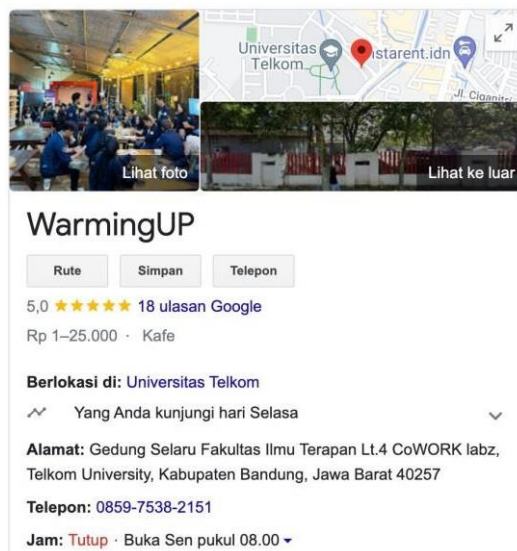 Universitas
Telkom
istarent.idn
Jl. Ciganitri
Lihat foto
Lihat ke luar
WarmingUP
Rute
Simpan
Telepon
5,0 ★★★★★ 18 ulasan Google
Rp 1–25.000 · Kafe
Berlokasi di: Universitas Telkom
Yang Anda kunjungi hari Selasa
Alamat: Gedung Selaru Fakultas Ilmu Terapan Lt.4 CoWORK labz,
Telkom University, Kabupaten Bandung, Jawa Barat 40257
Telepon: 0859-7538-2151
Jam: Tutup · Buka Sen pukul 08.00